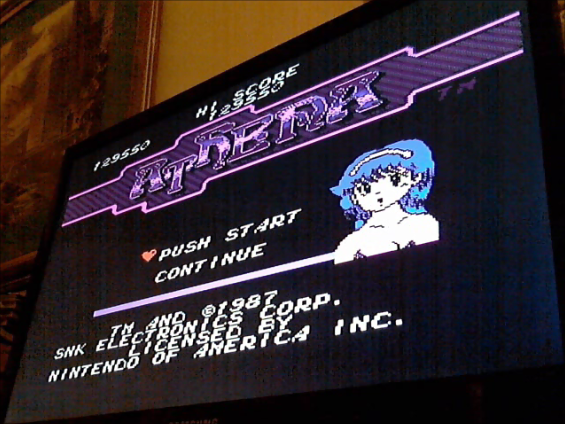 HI SCORE
129550
129550
ATHENA TM
PUSH START
CONTINUE
TM AND ©1987
SNK ELECTRONICS CORP.
LICENSED BY
NINTENDO OF AMERICA INC.